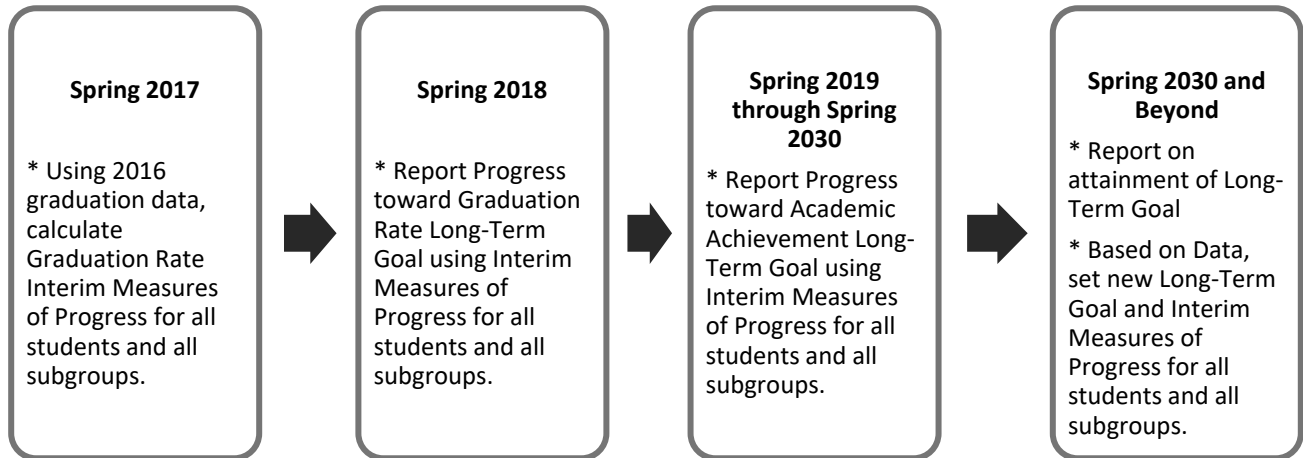 Spring 2017
* Using 2016
graduation data,
calculate
Graduation Rate
Interim Measures
of Progress for all
students and all
subgroups.
Spring 2018
* Report Progress
toward Graduation
Rate Long-Term
Goal using Interim
Measures of
Progress for all
students and all
subgroups.
Spring 2019
through Spring
2030
* Report Progress
toward Academic
Achievement Long-
Term Goal using
Interim Measures
of Progress for all
students and all
subgroups.
Spring 2030 and
Beyond
* Report on
attainment of Long-
Term Goal
* Based on Data,
set new Long-Term
Goal and Interim
Measures of
Progress for all
students and all
subgroups.